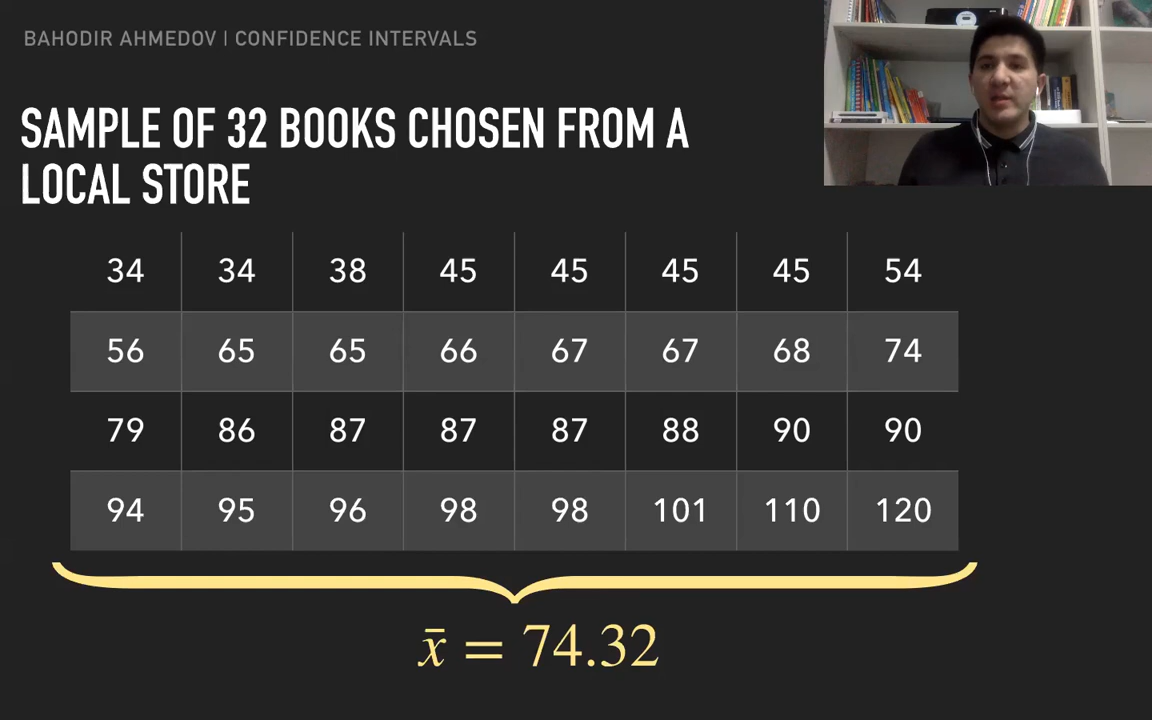 BAHODIR AHMEDOV | CONFIDENCE INTERVALS
SAMPLE OF 32 BOOKS CHOSEN FROM A
LOCAL STORE
34 34 38 45 45 45 45 54
56 65 65 66 67 67 68 74
79 86 87 87 87 88 90 90
94 95 96 98 98 101 110 120
x̄ = 74.32